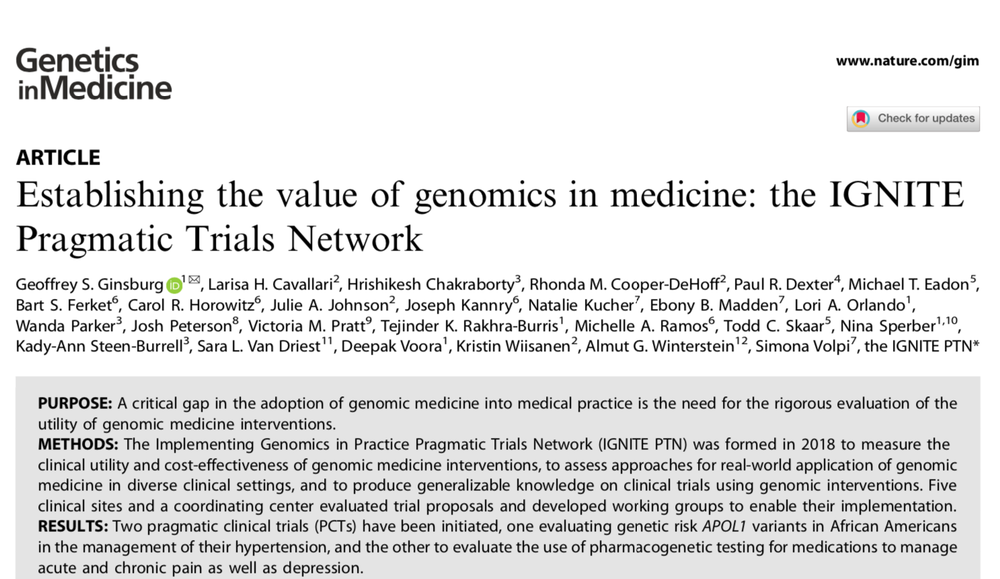 Genetics
inMedicine
www.nature.com/gim
Check for updates
ARTICLE
Establishing the value of genomics in medicine: the IGNITE
Pragmatic Trials Network
Geoffrey S. Ginsburg iD 1✉, Larisa H. Cavallari2, Hrishikesh Chakraborty3, Rhonda M. Cooper-DeHoff2, Paul R. Dexter4, Michael T. Eadon5,
Bart S. Ferket6, Carol R. Horowitz6, Julie A. Johnson2, Joseph Kannry6, Natalie Kucher7, Ebony B. Madden7, Lori A. Orlando1,
Wanda Parker3, Josh Peterson8, Victoria M. Pratt9, Tejinder K. Rakhra-Burris1, Michelle A. Ramos6, Todd C. Skaar5, Nina Sperber1,10,
Kady-Ann Steen-Burrell3, Sara L. Van Driest11, Deepak Voora1, Kristin Wiisanen2, Almut G. Winterstein12, Simona Volpi7, the IGNITE PTN*
PURPOSE: A critical gap in the adoption of genomic medicine into medical practice is the need for the rigorous evaluation of the
utility of genomic medicine interventions.
METHODS: The Implementing Genomics in Practice Pragmatic Trials Network (IGNITE PTN) was formed in 2018 to measure the
clinical utility and cost-effectiveness of genomic medicine interventions, to assess approaches for real-world application of genomic
medicine in diverse clinical settings, and to produce generalizable knowledge on clinical trials using genomic interventions. Five
clinical sites and a coordinating center evaluated trial proposals and developed working groups to enable their implementation.
RESULTS: Two pragmatic clinical trials (PCTs) have been initiated, one evaluating genetic risk APOL1 variants in African Americans
in the management of their hypertension, and the other to evaluate the use of pharmacogenetic testing for medications to manage
acute and chronic pain as well as depression.